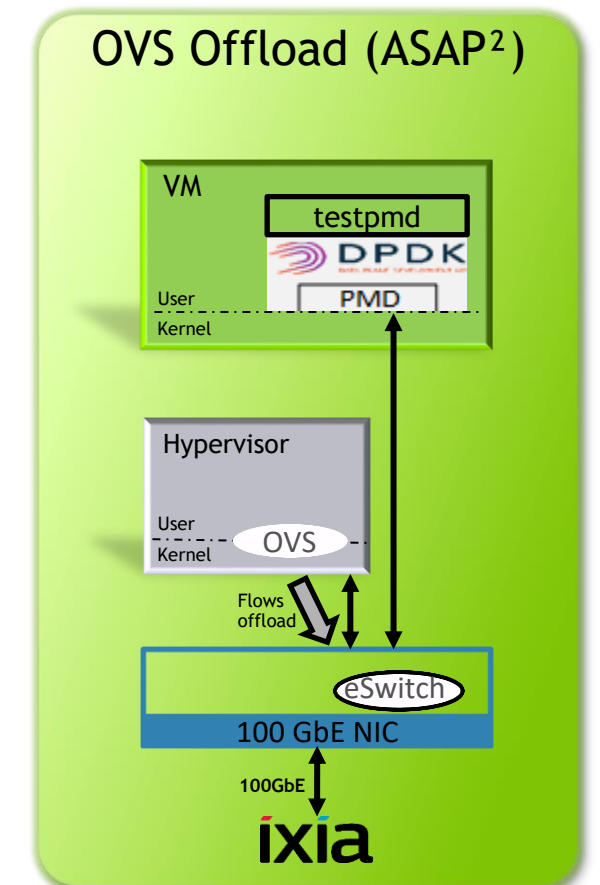 OVS Offload (ASAP²)
VM
testpmd
DPDK
PMD
User
Kernel
Hypervisor
User
OVS
Kernel
Flows
offload
eSwitch
100 GbE NIC
100GbE
ixia